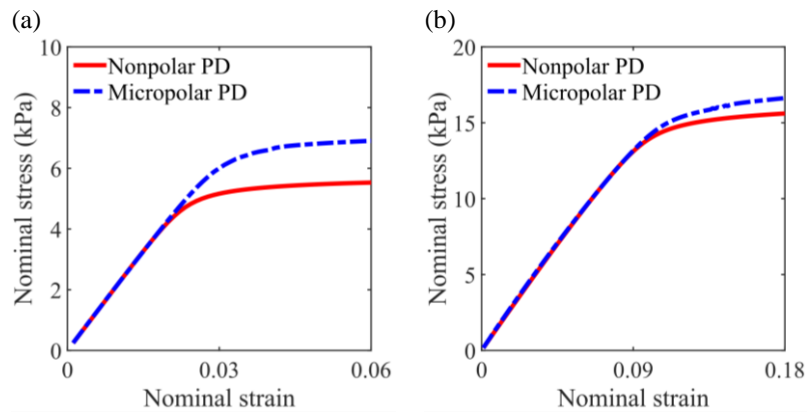 (a)
10
Nonpolar PD
Micropolar PD
8
6
4
2
0
Nominal stress (kPa)
0
0.03
0.06
Nominal strain
(b)
20
Nonpolar PD
Micropolar PD
15
10
5
0
Nominal stress (kPa)
0
0.09
0.18
Nominal strain